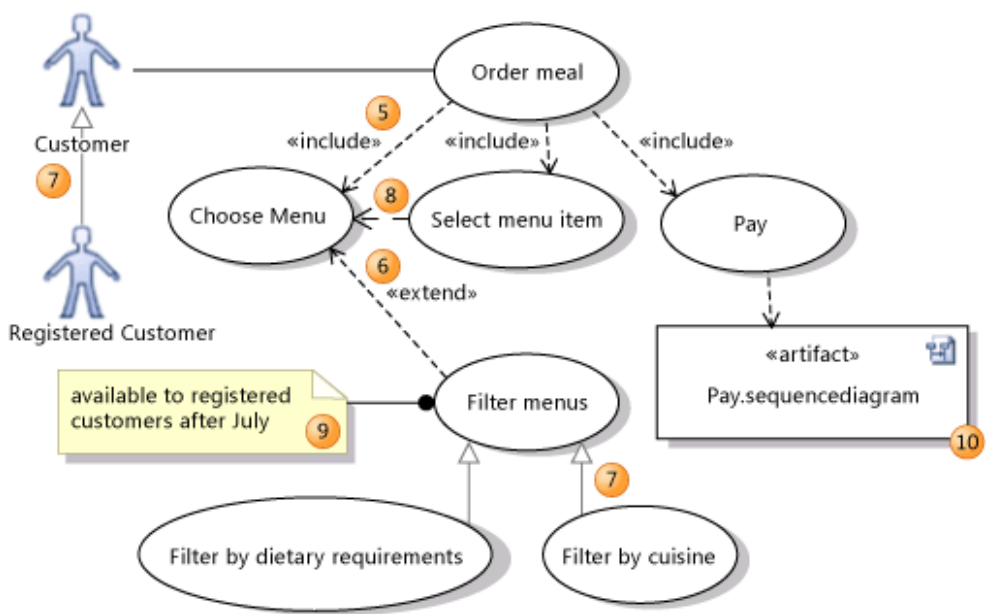 Order meal
5
«include»
«include»
«include»
Customer
7
8
Choose Menu
Select menu item
Pay
6
«extend»
Registered Customer
«artifact»
Pay.sequencediagram
10
available to registered
customers after July
9
Filter menus
7
Filter by dietary requirements
Filter by cuisine